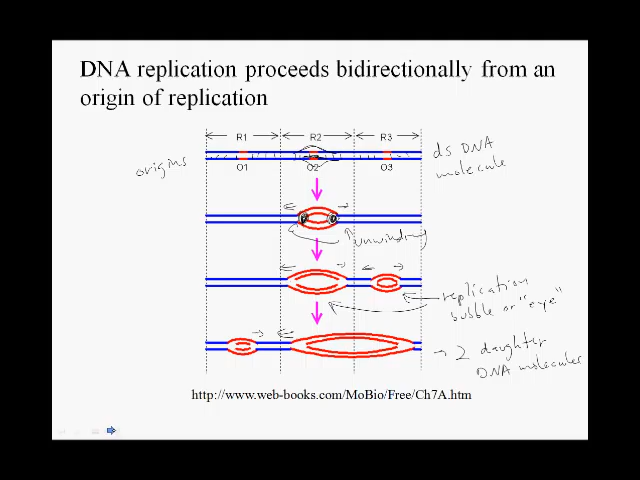 DNA replication proceeds bidirectionally from an
origin of replication
R1 R2 R3
origins
O1 O2 O3
ds DNA
molecule
unwinding
replication
bubble or "eye"
→ 2 daughter
DNA molecules
http://www.web-books.com/MoBio/Free/Ch7A.htm